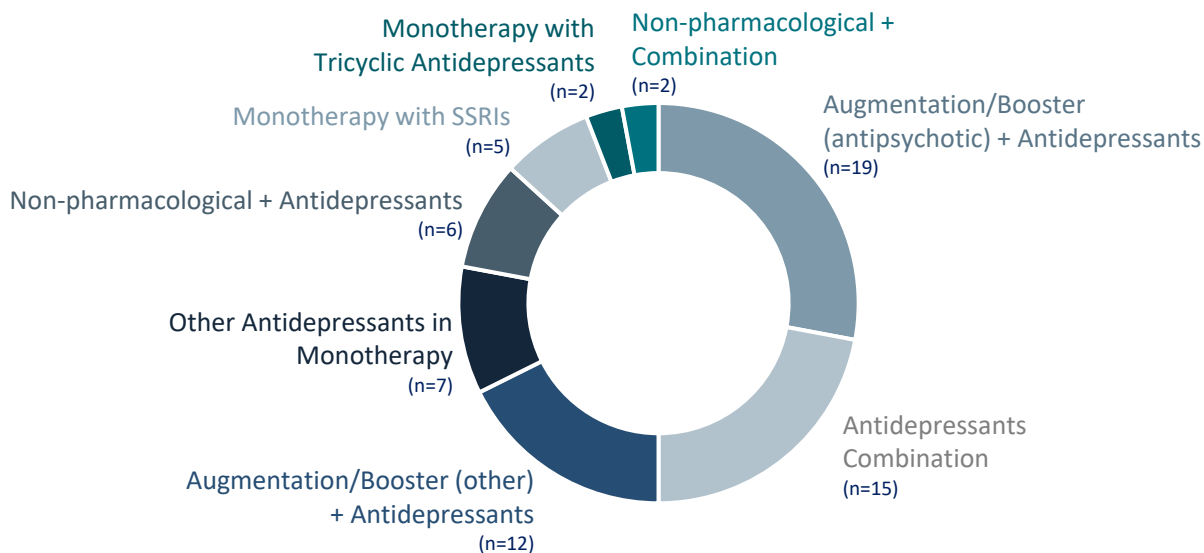 Monotherapy with
Tricyclic Antidepressants
(n=2)
Non-pharmacological +
Combination
(n=2)
Augmentation/Booster
(antipsychotic) + Antidepressants
(n=19)
Monotherapy with SSRIs
(n=5)
Non-pharmacological + Antidepressants
(n=6)
Other Antidepressants in
Monotherapy
(n=7)
Antidepressants
Combination
(n=15)
Augmentation/Booster (other)
+ Antidepressants
(n=12)